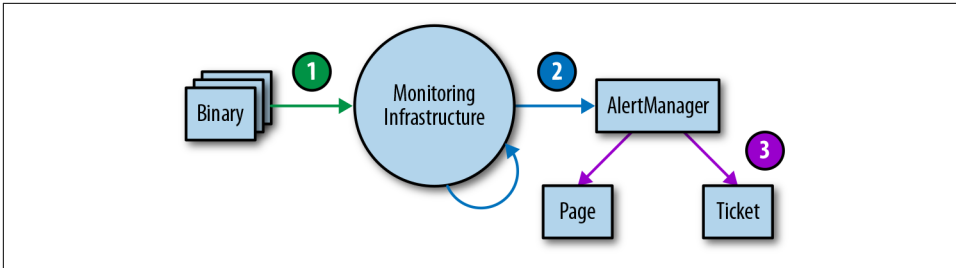 1
2
3
Binary
Monitoring
Infrastructure
AlertManager
Page
Ticket